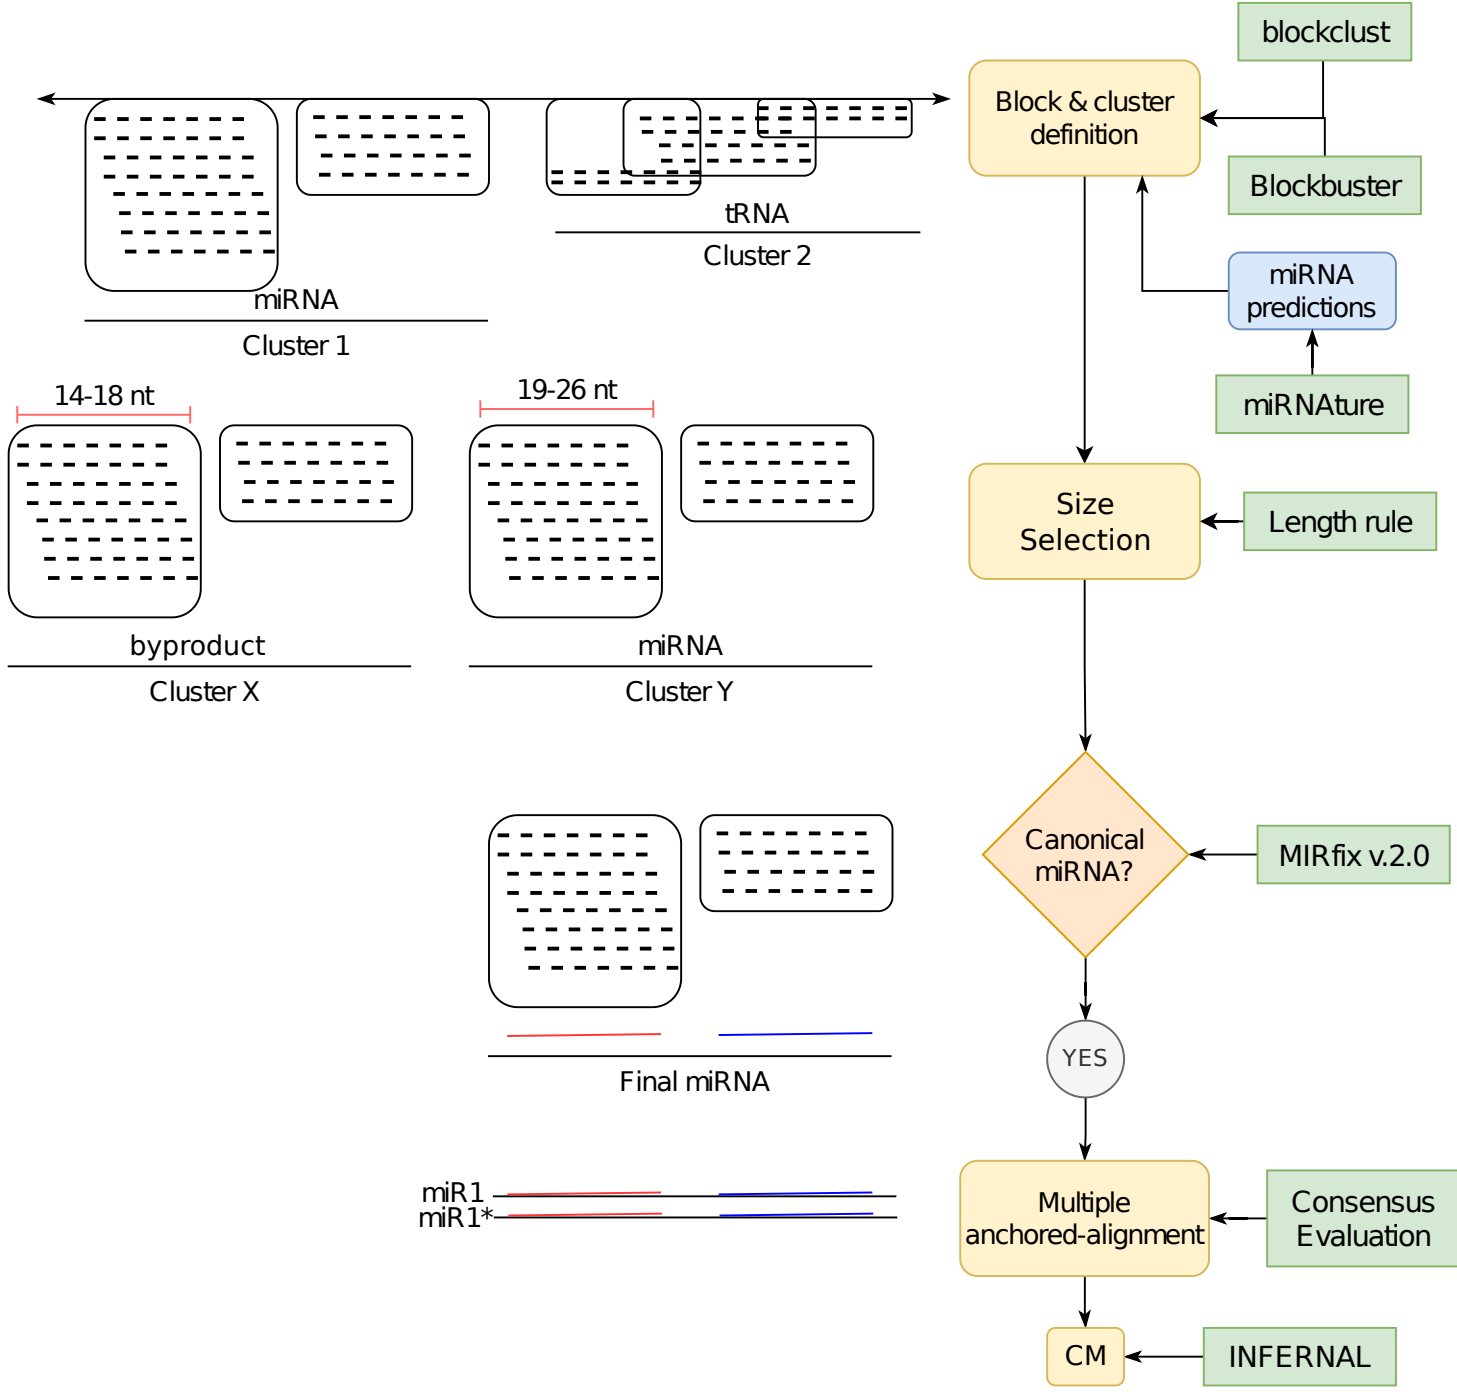 blockclust
Block & cluster
definition
Blockbuster
tRNA
Cluster 2
miRNA
predictions
miRNA
Cluster 1
miRNAture
14-18 nt
19-26 nt
Size
Selection
Length rule
byproduct
Cluster X
miRNA
Cluster Y
Canonical
miRNA?
MIRfix v.2.0
YES
Final miRNA
miR1
miR1*
Multiple
anchored-alignment
Consensus
Evaluation
CM
INFERNAL